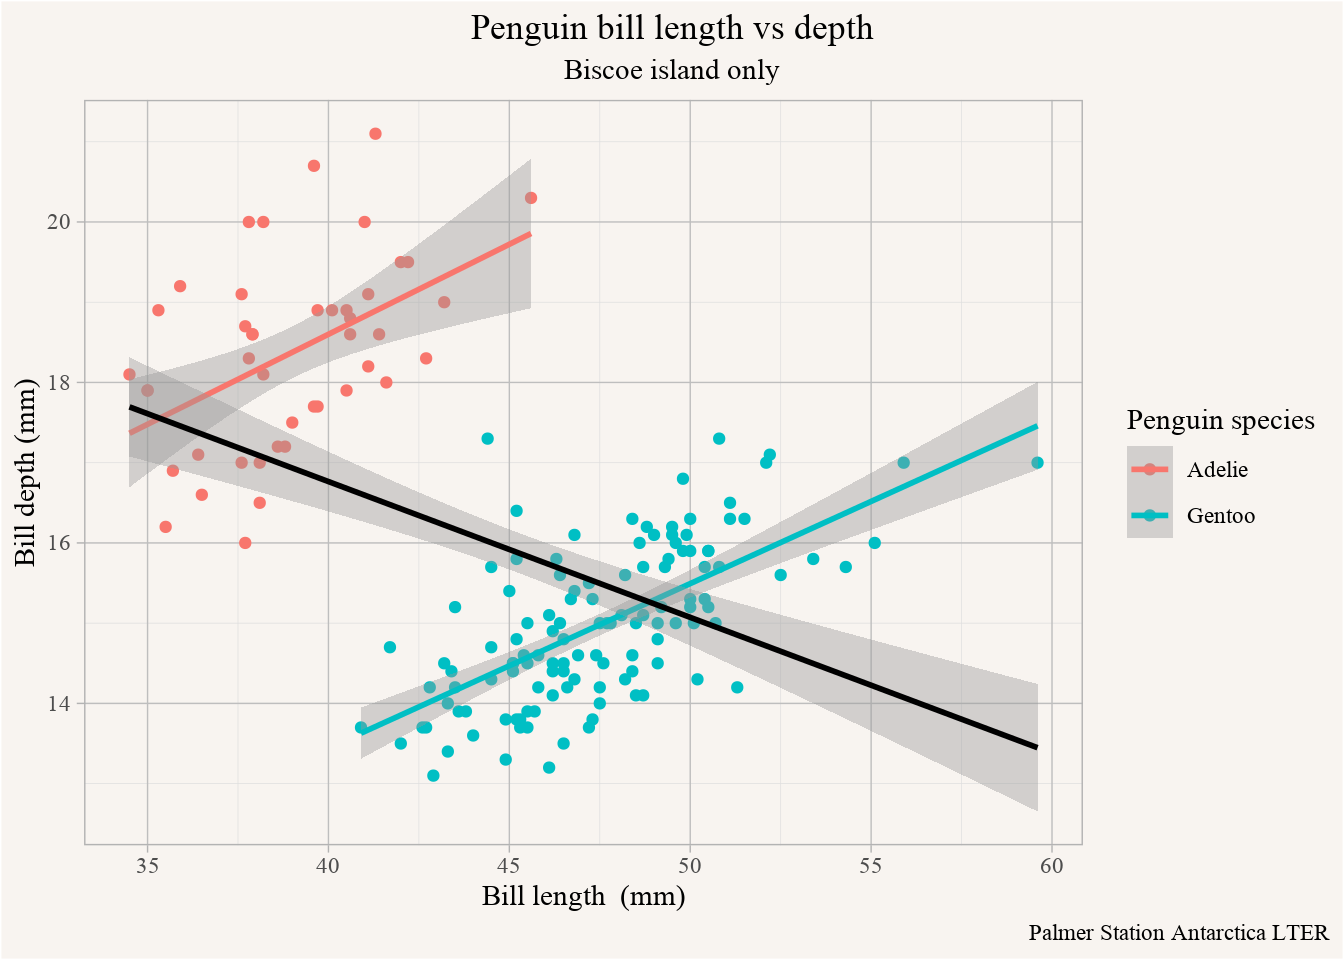 Penguin bill length vs depth
Biscoe island only
20
18
16
14
Bill depth (mm)
35 40 45 50 55 60
Bill length  (mm)
Penguin species
Adelie
Gentoo
Palmer Station Antarctica LTER